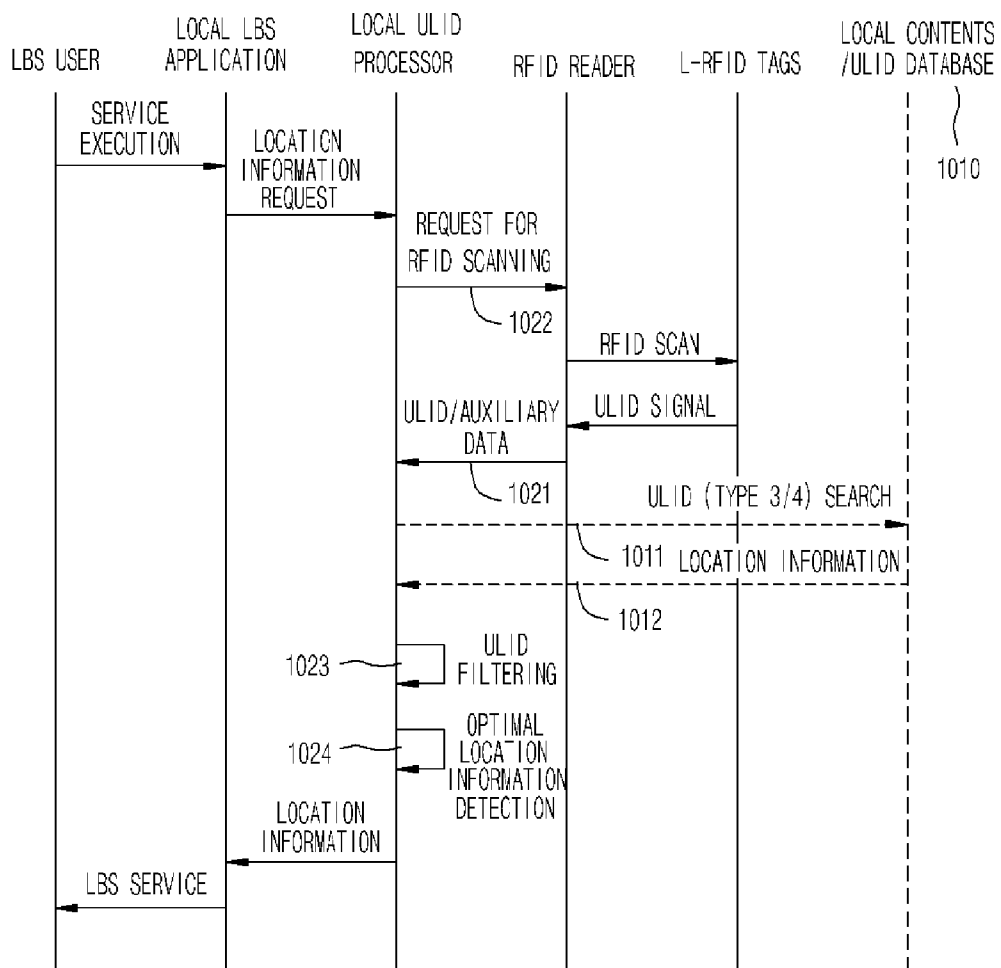 LBS USER
LOCAL LBS
APPLICATION
LOCAL ULID
PROCESSOR
RFID READER
L-RFID TAGS
LOCAL CONTENTS
/ULID DATABASE
1010
SERVICE
EXECUTION
LOCATION
INFORMATION
REQUEST
REQUEST FOR
RFID SCANNING
1022
RFID SCAN
ULID SIGNAL
ULID/AUXILIARY
DATA
1021
ULID (TYPE 3/4) SEARCH
1011
LOCATION INFORMATION
1012
1023
ULID
FILTERING
1024
OPTIMAL
LOCATION
INFORMATION
DETECTION
LOCATION
INFORMATION
LBS SERVICE